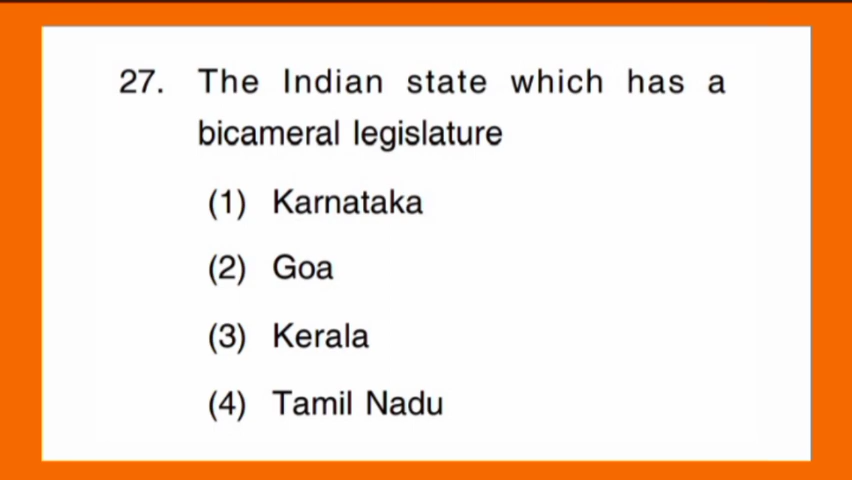 27. The Indian state which has a
bicameral legislature
(1) Karnataka
(2) Goa
(3) Kerala
(4) Tamil Nadu